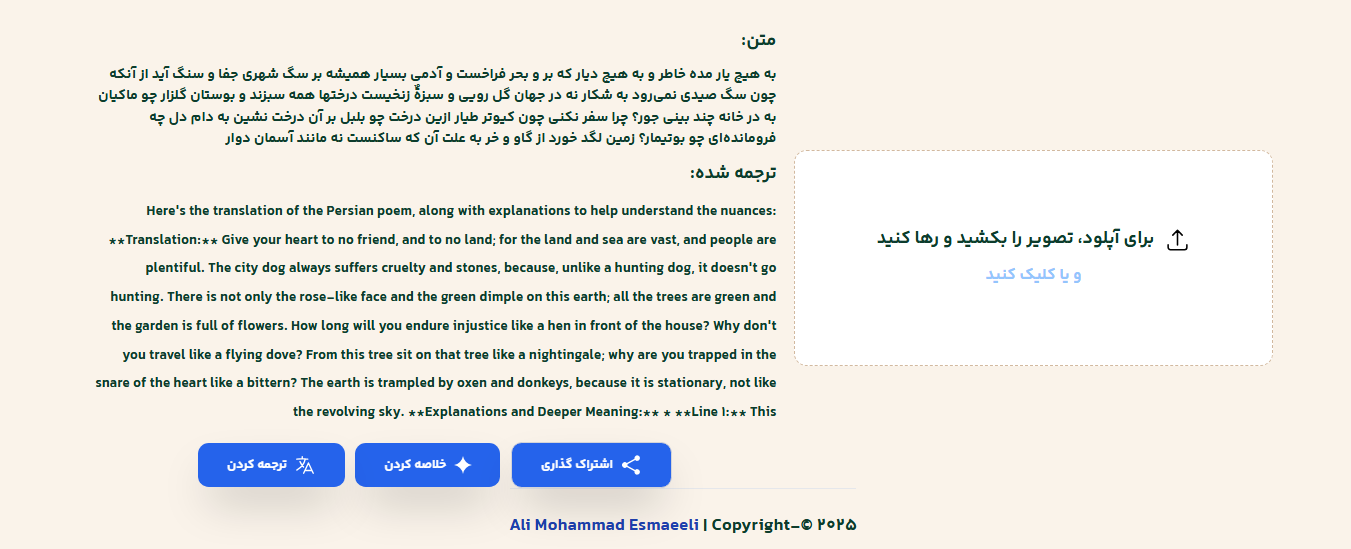 متن:
به هیچ یار مده خاطر و به هیچ دیار که بر و بحر فراخست و آدمی بسیار همیشه بر سگ شهری جفا و سنگ آید از آنکه
چون سگ صیدی نمی‌رود به شکار نه در جهان گل رویی و سبزهٔ زنخیست درختها همه سبزند و بوستان گلزار چو ماکیان
به در خانه چند بینی جور؟ چرا سفر نکنی چون کبوتر طیار ازین درخت چو بلبل بر آن درخت نشین به دام دل چه
فرومانده‌ای چو بوتیمار؟ زمین لگد خورد از گاو و خر به علت آن که ساکنست نه مانند آسمان دوار
ترجمه شده:
Here's the translation of the Persian poem, along with explanations to help understand the nuances:
**Translation:** Give your heart to no friend, and to no land; for the land and sea are vast, and people are
plentiful. The city dog always suffers cruelty and stones, because, unlike a hunting dog, it doesn't go
hunting. There is not only the rose-like face and the green dimple on this earth; all the trees are green and
the garden is full of flowers. How long will you endure injustice like a hen in front of the house? Why don't
you travel like a flying dove? From this tree sit on that tree like a nightingale; why are you trapped in the
snare of the heart like a bittern? The earth is trampled by oxen and donkeys, because it is stationary, not like
the revolving sky. **Explanations and Deeper Meaning:** * **Line ۱:** This
برای آپلود، تصویر را بکشید و رها کنید
و یا کلیک کنید
اشتراک گذاری
خلاصه کردن
ترجمه کردن
Ali Mohammad Esmaeeli | Copyright-© ۲۰۲۵